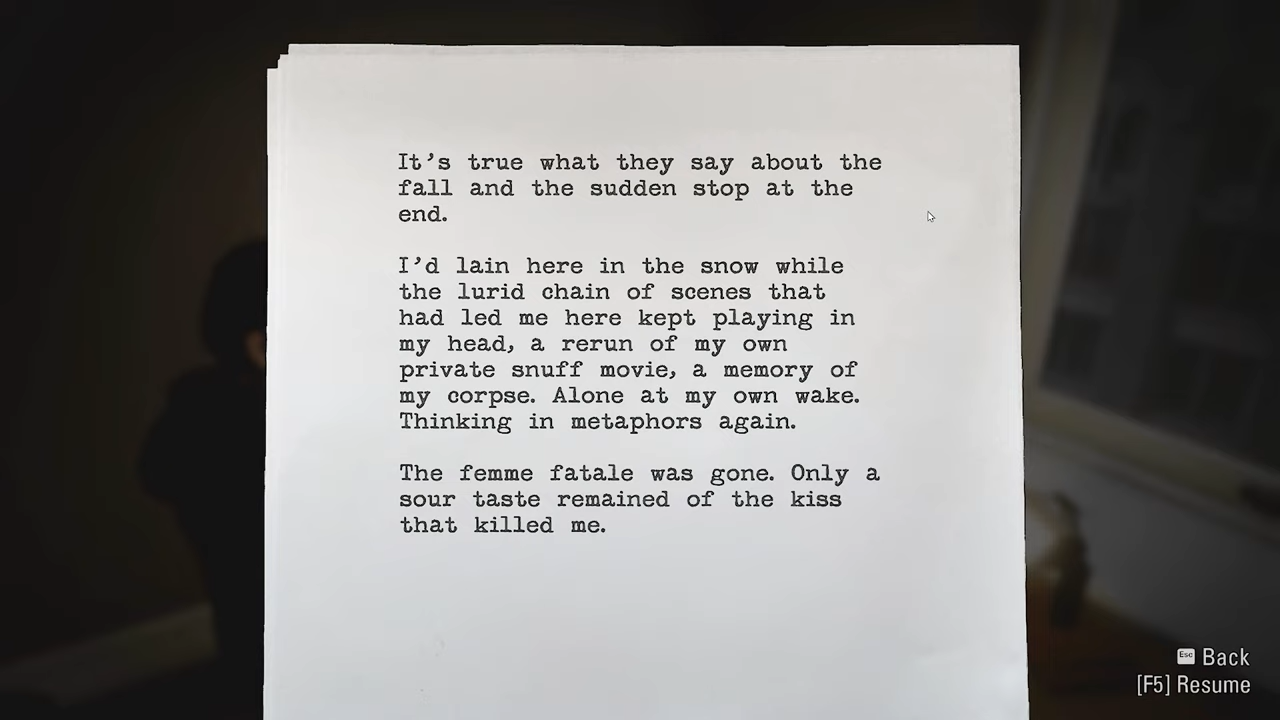 It’s true what they say about the
fall and the sudden stop at the
end.
I’d lain here in the snow while
the lurid chain of scenes that
had led me here kept playing in
my head, a rerun of my own
private snuff movie, a memory of
my corpse. Alone at my own wake.
Thinking in metaphors again.
The femme fatale was gone. Only a
sour taste remained of the kiss
that killed me.
Esc Back
[F5] Resume